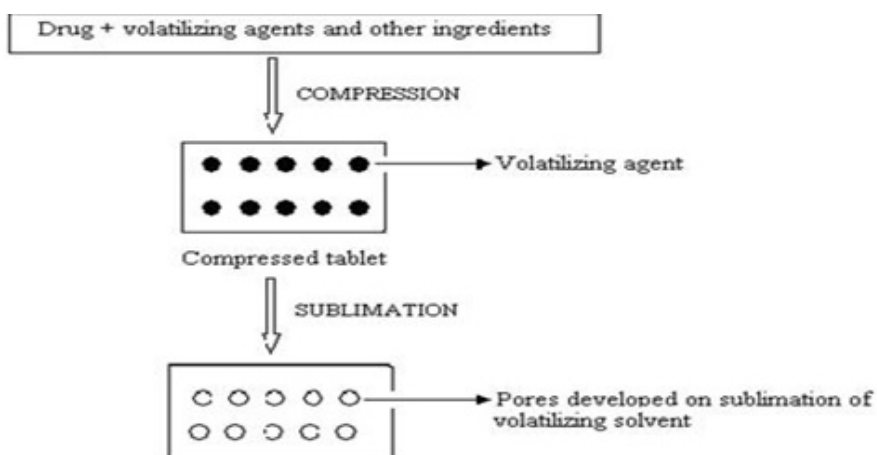 Drug + volatilizing agents and other ingredients
COMPRESSION
Volatilizing agent
Compressed tablet
SUBLIMATION
Pores developed on sublimation of
volatilizing solvent